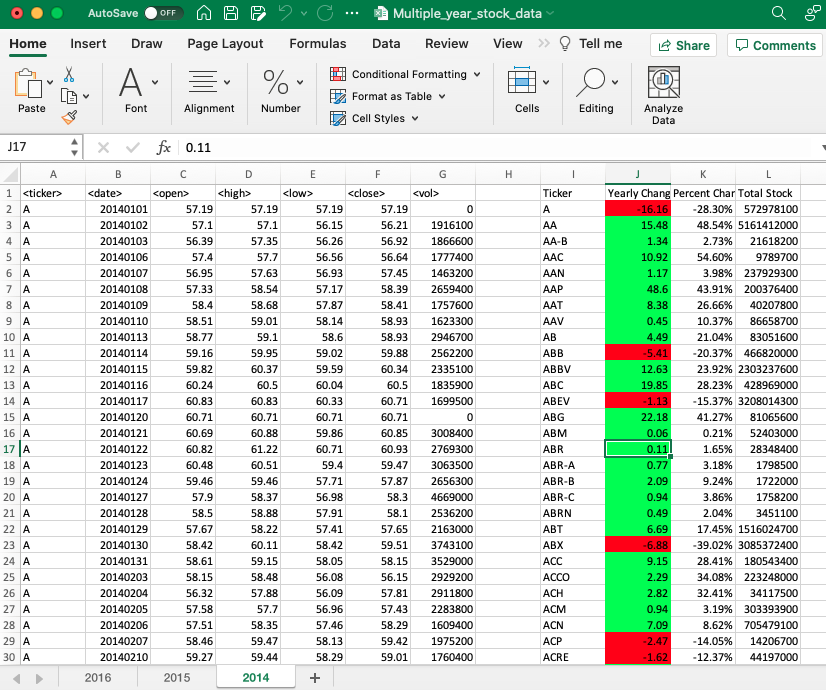 AutoSave OFF Multiple_year_stock_data
Home Insert Draw Page Layout Formulas Data Review View Tell me Share Comments
Paste Font Alignment % Number Conditional Formatting Format as Table Cell Styles Cells Editing Analyze Data
J17 fx 0.11
A B C D E F G H I J K L
1 <ticker> <date> <open> <high> <low> <close> <vol> Ticker Yearly Chang Percent Char Total Stock
2 A 20140101 57.19 57.19 57.19 57.19 0 A -16.16 -28.30% 572978100
3 A 20140102 57.1 57.1 56.15 56.21 1916100 AA 15.48 48.54% 5161412000
4 A 20140103 56.39 57.35 56.26 56.92 1866600 AA-B 1.34 2.73% 21618200
5 A 20140106 57.4 57.7 56.56 56.64 1777400 AAC 10.92 54.60% 9789700
6 A 20140107 56.95 57.63 56.93 57.45 1463200 AAN 1.17 3.98% 237929300
7 A 20140108 57.33 58.54 57.17 58.39 2659400 AAP 48.6 43.91% 200376400
8 A 20140109 58.4 58.68 57.87 58.41 1757600 AAT 8.38 26.66% 40207800
9 A 20140110 58.51 59.01 58.14 58.93 1623300 AAV 0.45 10.37% 86658700
10 A 20140113 58.77 59.1 58.6 58.93 2946700 AB 4.49 21.04% 83051600
11 A 20140114 59.16 59.95 59.02 59.88 2562200 ABB -5.41 -20.37% 466820000
12 A 20140115 59.82 60.37 59.59 60.34 2335100 ABBV 12.63 23.92% 2303237600
13 A 20140116 60.24 60.5 60.04 60.5 1835900 ABC 19.85 28.23% 428969000
14 A 20140117 60.83 60.83 60.33 60.71 1699500 ABEV -1.13 -15.37% 3208014300
15 A 20140120 60.71 60.71 60.71 60.71 0 ABG 22.18 41.27% 81065600
16 A 20140121 60.69 60.88 59.86 60.85 3008400 ABM 0.06 0.21% 52403000
17 A 20140122 60.82 61.22 60.71 60.93 2769300 ABR 0.11 1.65% 28348400
18 A 20140123 60.48 60.51 59.4 59.47 3063500 ABR-A 0.77 3.18% 1798500
19 A 20140124 59.46 59.46 57.71 57.87 2656300 ABR-B 2.09 9.24% 1722000
20 A 20140127 57.9 58.37 56.98 58.3 4669000 ABR-C 0.94 3.86% 1758200
21 A 20140128 58.5 58.88 57.91 58.1 2536200 ABRN 0.49 2.04% 3451100
22 A 20140129 57.67 58.22 57.41 57.65 2163000 ABT 6.69 17.45% 1516024700
23 A 20140130 58.42 60.11 58.42 59.51 3743100 ABX -6.88 -39.02% 3085372400
24 A 20140131 58.61 59.15 58.05 58.15 3529000 ACC 9.15 28.41% 180543400
25 A 20140203 58.15 58.48 56.08 56.15 2929200 ACCO 2.29 34.08% 223248000
26 A 20140204 56.32 57.88 56.09 57.81 2911800 ACH 2.82 32.41% 34117500
27 A 20140205 57.58 57.7 56.96 57.43 2283800 ACM 0.94 3.19% 303393900
28 A 20140206 57.51 58.35 57.46 58.29 1609400 ACN 7.09 8.62% 705479100
29 A 20140207 58.46 59.47 58.13 59.42 1975200 ACP -2.47 -14.05% 14206700
30 A 20140210 59.27 59.44 58.29 59.01 1760400 ACRE -1.62 -12.37% 44197000
2016 2015 2014 +